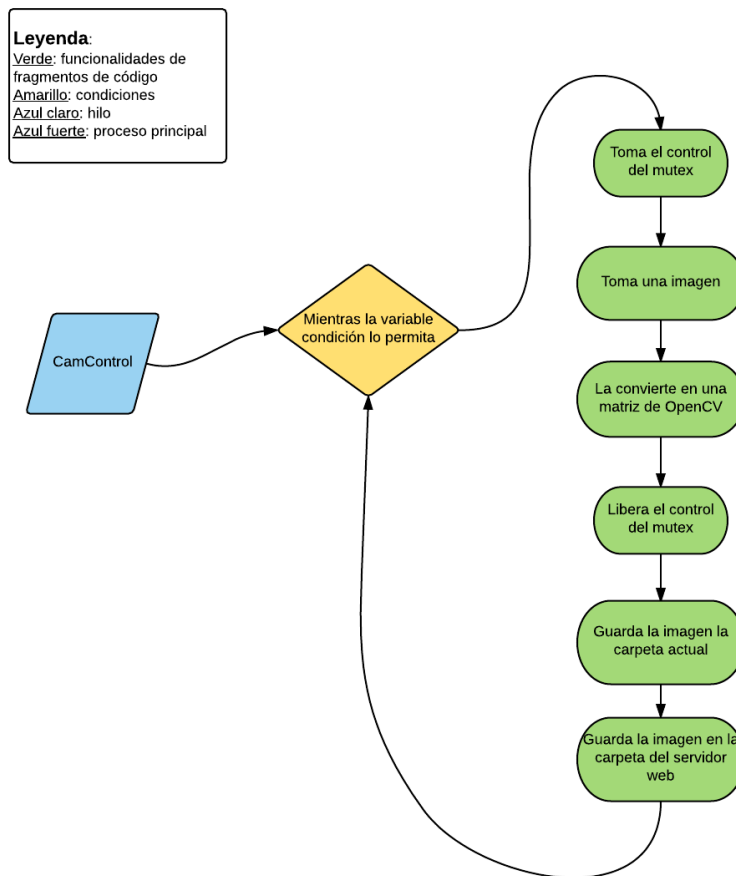 Leyenda:
Verde: funcionalidades de
fragmentos de código
Amarillo: condiciones
Azul claro: hilo
Azul fuerte: proceso principal
CamControl
Mientras la variable
condición lo permita
Toma el control
del mutex
Toma una imagen
La convierte en una
matriz de OpenCV
Libera el control
del mutex
Guarda la imagen la
carpeta actual
Guarda la imagen en la
carpeta del servidor
web